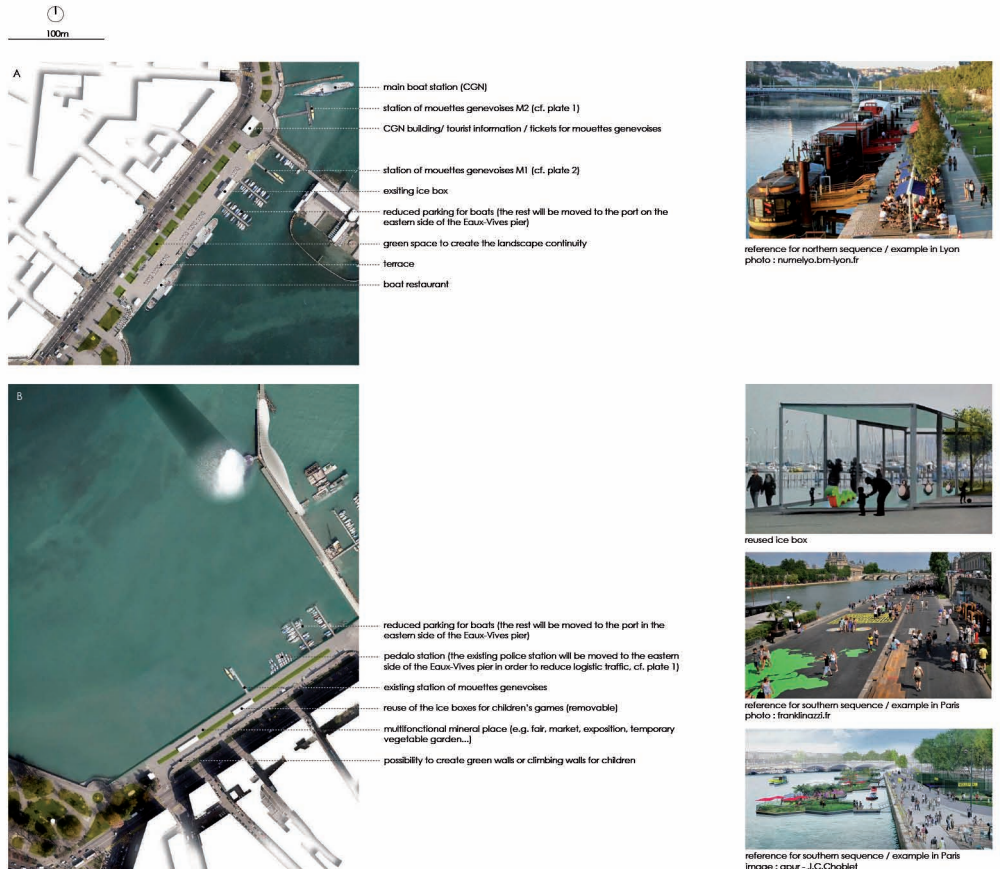 100m
A
main boat station (CGN)
station of mouettes genevoises M2 (cf. plate 1)
CGN building/ tourist information / tickets for mouettes genevoises
station of mouettes genevoises M1 (cf. plate 2)
exsiting ice box
reduced parking for boats (the rest will be moved to the port on the
eastern side of the Eaux-Vives pier)
green space to create the landscape continuity
terrace
boat restaurant
reference for northern sequence / example in Lyon
photo : numelyo.bm-lyon.fr
B
reduced parking for boats (the rest will be moved to the port in the
eastern side of the Eaux-Vives pier)
pedalo station (the existing police station will be moved to the eastern
side of the Eaux-Vives pier in order to reduce logistic traffic, cf. plate 1)
existing station of mouettes genevoises
reuse of the ice boxes for children's games (removable)
multifonctional mineral place (e.g. fair, market, exposition, temporary
vegetable garden...)
possibility to create green walls or climbing walls for children
reused ice box
reference for southern sequence / example in Paris
photo : franklinazzi.fr
reference for southern sequence / example in Paris
image : apur - J.C.Choblet